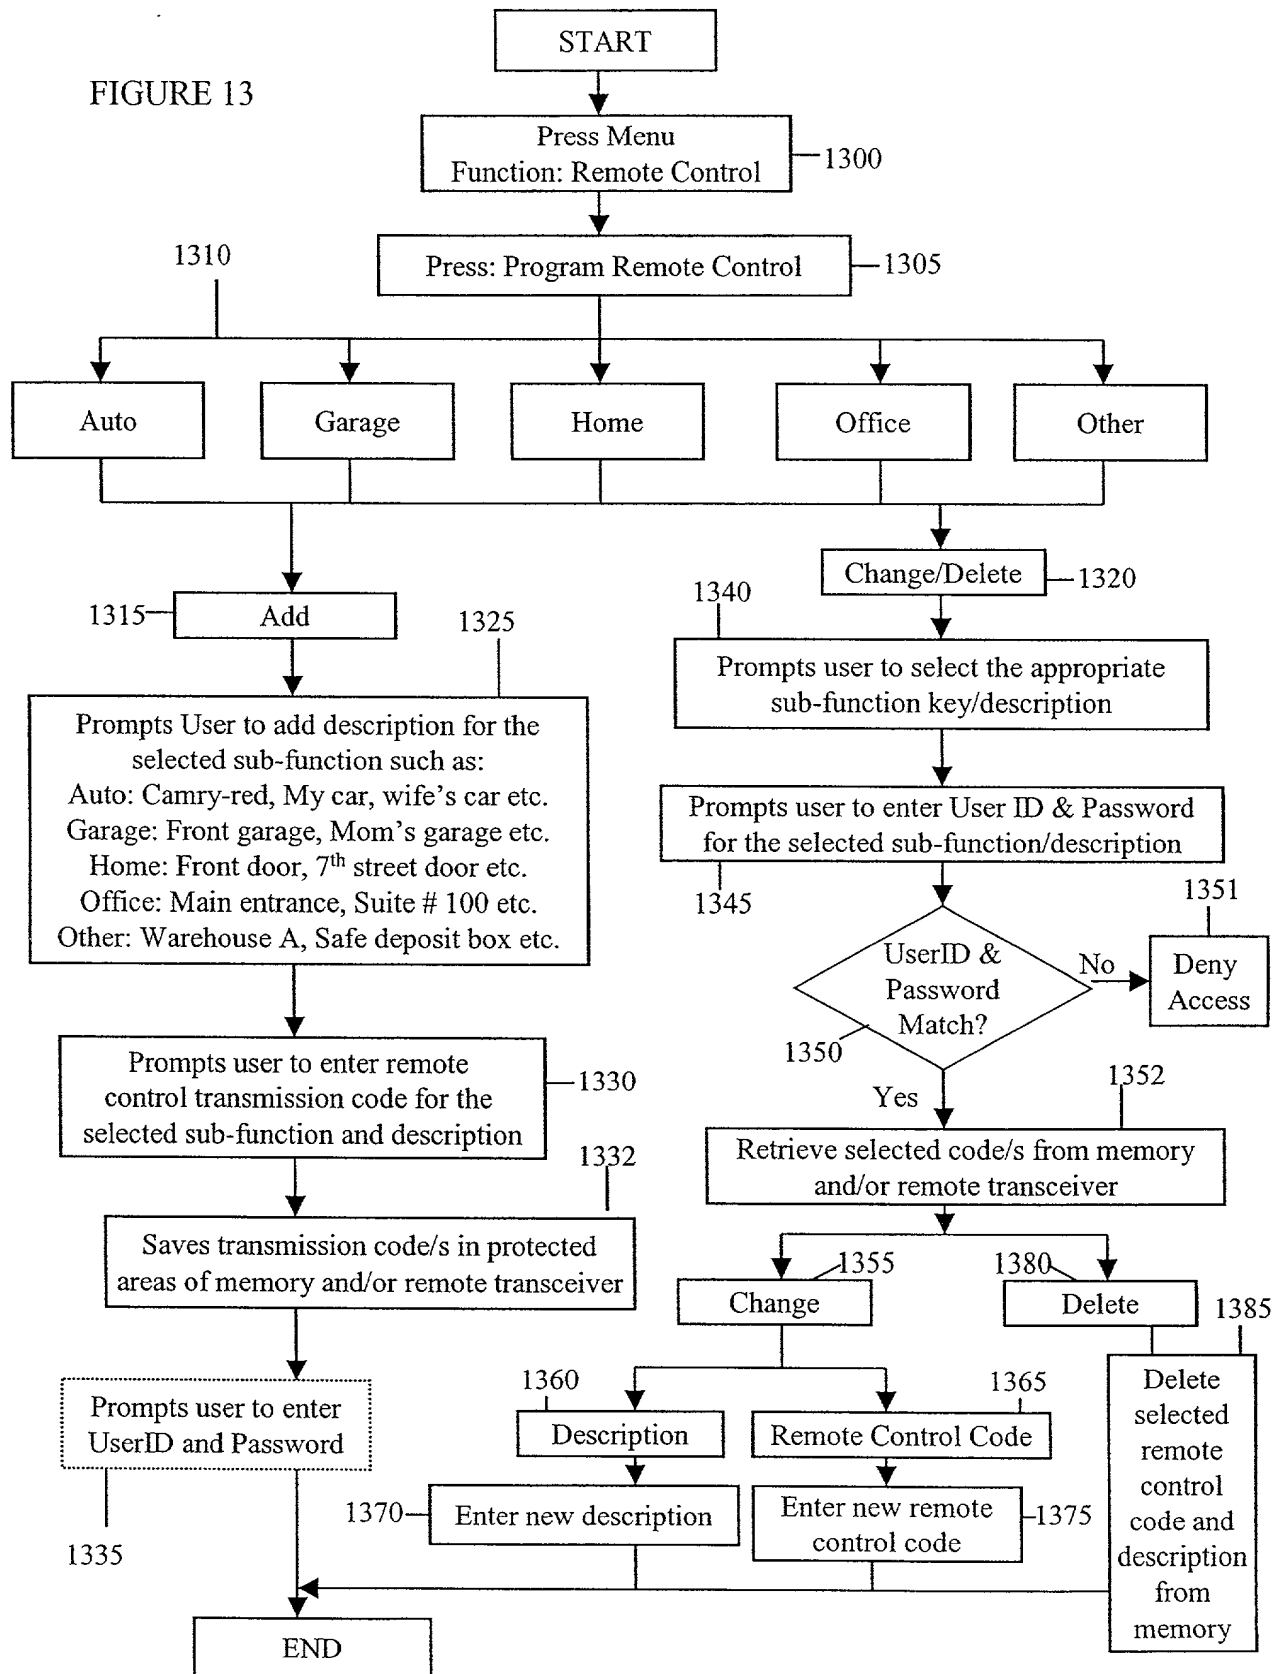 START
FIGURE 13
Press Menu
Function: Remote Control
1300
Press: Program Remote Control
1305
1310
Auto
Garage
Home
Office
Other
Change/Delete
1320
1315
Add
1325
1340
Prompts user to select the appropriate
sub-function key/description
Prompts User to add description for the
selected sub-function such as:
Auto: Camry-red, My car, wife's car etc.
Garage: Front garage, Mom's garage etc.
Home: Front door, 7th street door etc.
Office: Main entrance, Suite # 100 etc.
Other: Warehouse A, Safe deposit box etc.
Prompts user to enter User ID & Password
for the selected sub-function/description
1345
1351
UserID &
Password
Match?
No
Deny
Access
1350
Yes
1352
Prompts user to enter remote
control transmission code for the
selected sub-function and description
1330
1332
Retrieve selected code/s from memory
and/or remote transceiver
Saves transmission code/s in protected
areas of memory and/or remote transceiver
1355
Change
1380
Delete
1385
Prompts user to enter
UserID and Password
1335
1360
Description
1365
Remote Control Code
1370
Enter new description
Enter new remote
control code
1375
Delete
selected
remote
control
code and
description
from
memory
END